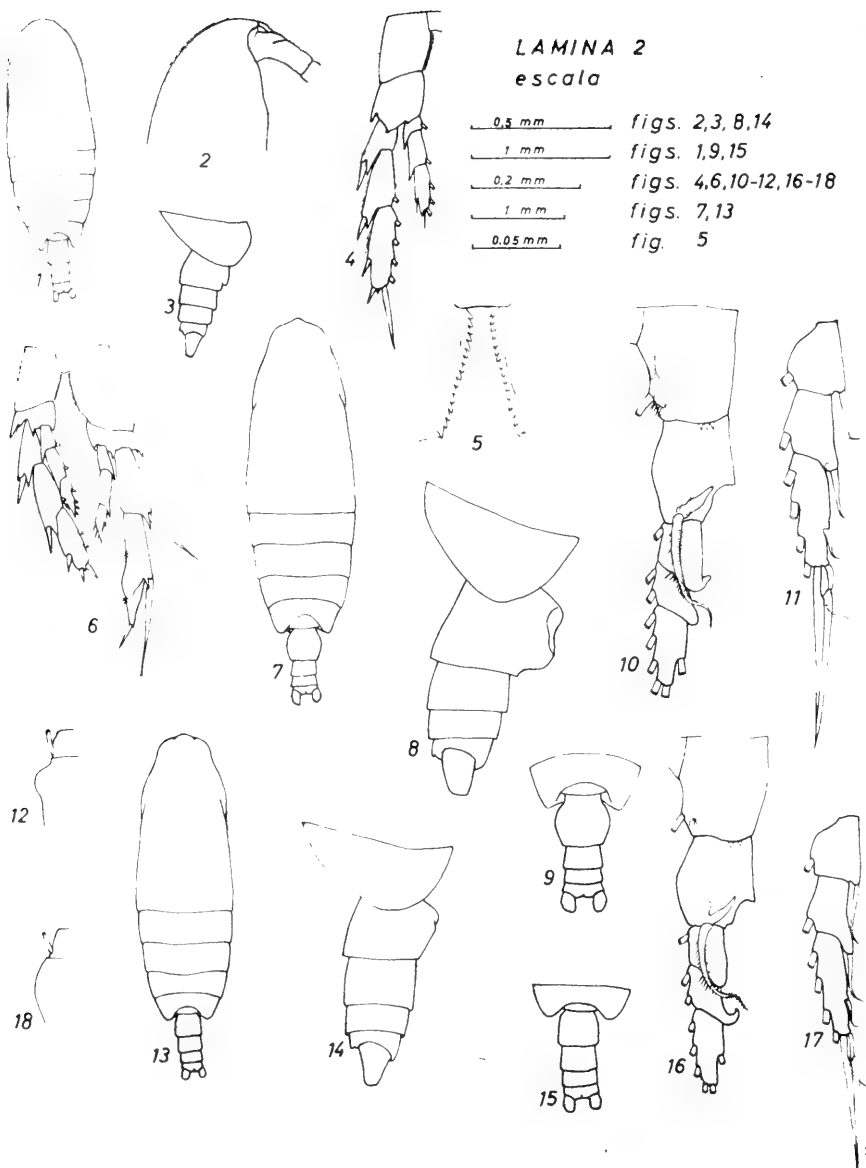 LAMINA 2
escala
0,5 mm figs. 2,3,8,14
1 mm figs. 1,9,15
0.2 mm figs. 4,6,10-12,16-18
1 mm figs. 7,13
0.05 mm fig. 5
1
2
3
4
5
6
7
8
9
10
11
12
13
14
15
16
17
18